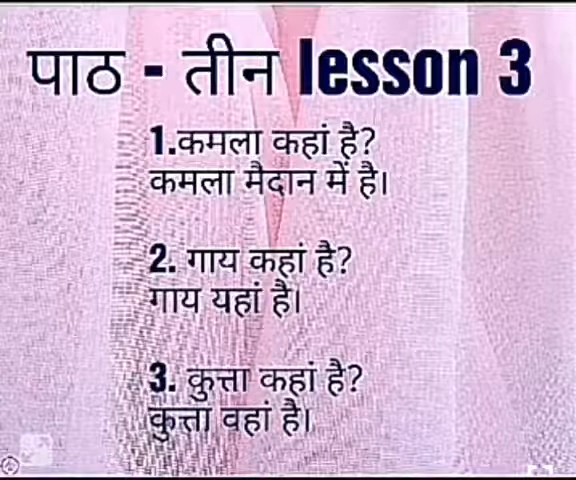 पाठ - तीन lesson 3
1.कमला कहां है?
कमला मैदान में है।
2. गाय कहां है?
गाय यहां है।
3. कुत्ता कहां है?
कुत्ता वहां है।